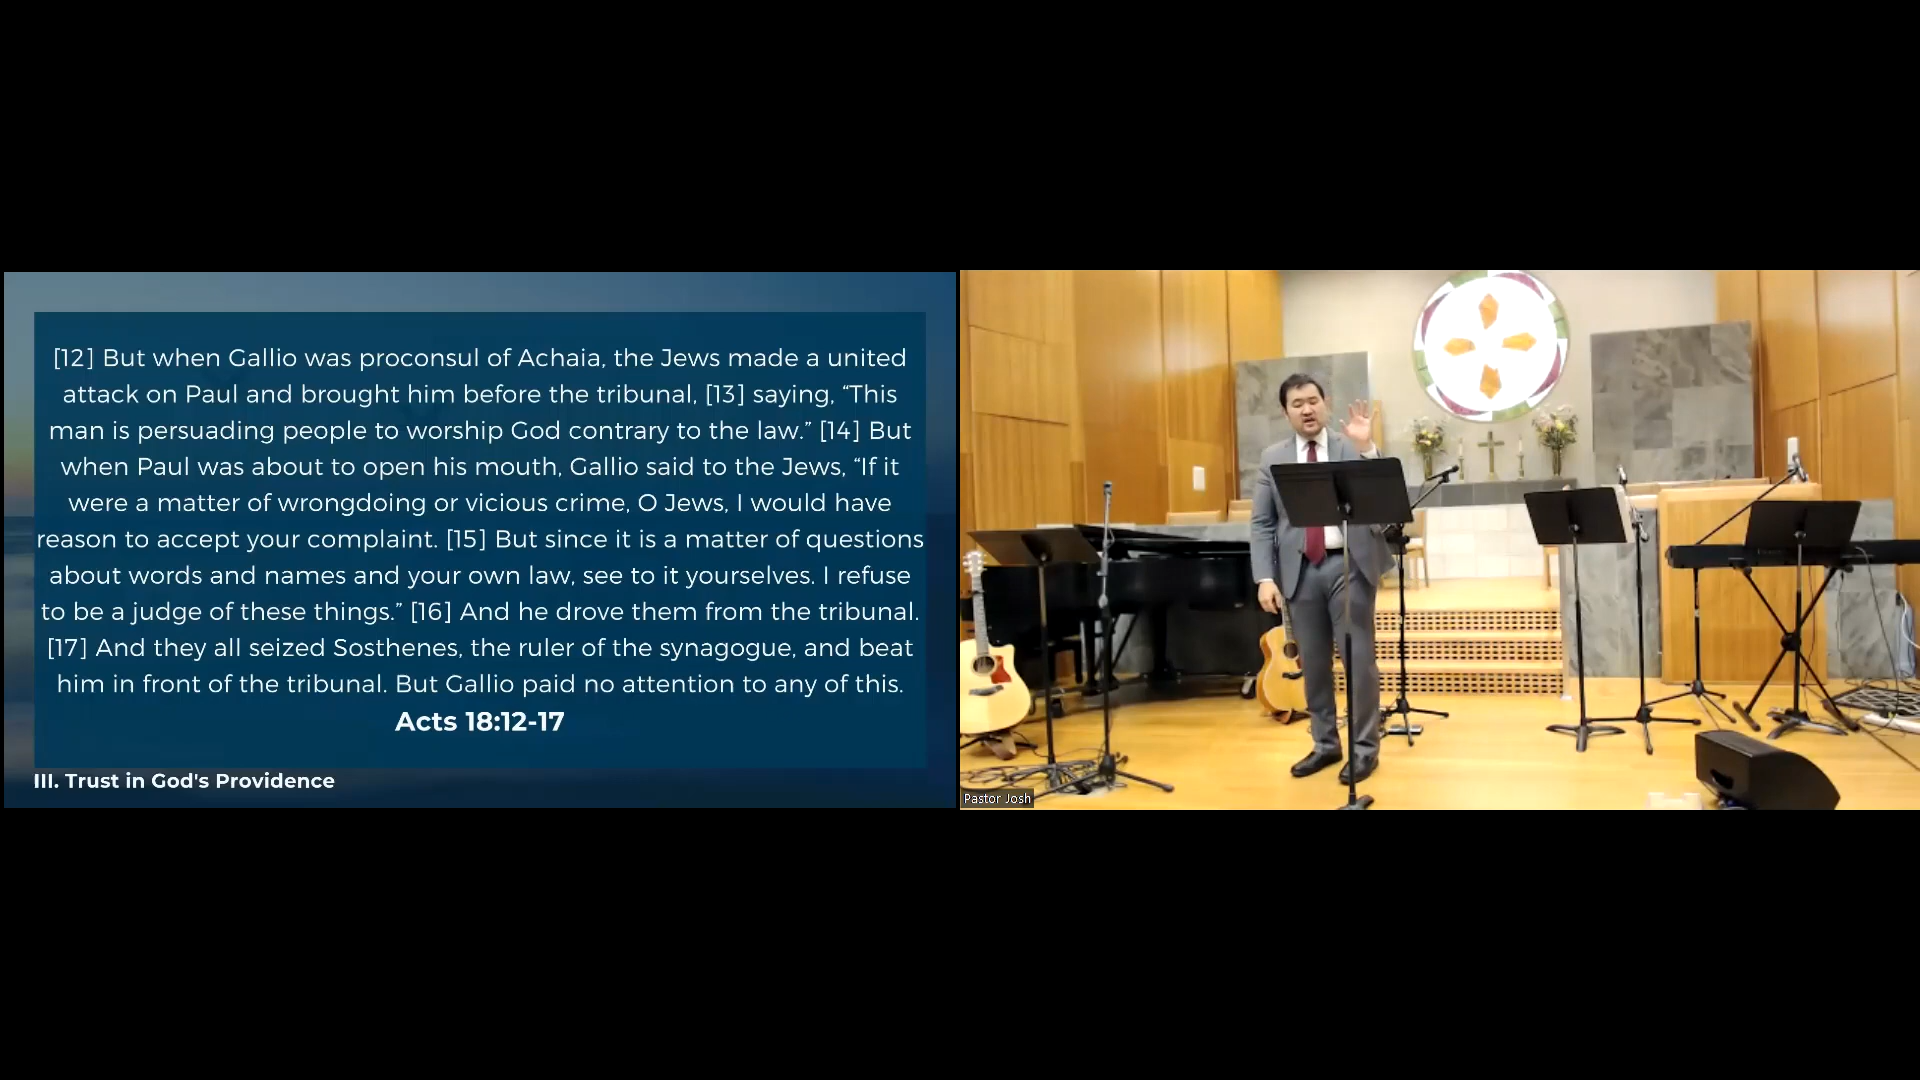 [12] But when Gallio was proconsul of Achaia, the Jews made a united
attack on Paul and brought him before the tribunal, [13] saying, “This
man is persuading people to worship God contrary to the law.” [14] But
when Paul was about to open his mouth, Gallio said to the Jews, “If it
were a matter of wrongdoing or vicious crime, O Jews, I would have
reason to accept your complaint. [15] But since it is a matter of questions
about words and names and your own law, see to it yourselves. I refuse
to be a judge of these things.” [16] And he drove them from the tribunal.
[17] And they all seized Sosthenes, the ruler of the synagogue, and beat
him in front of the tribunal. But Gallio paid no attention to any of this.
Acts 18:12-17
III. Trust in God's Providence
Pastor Josh